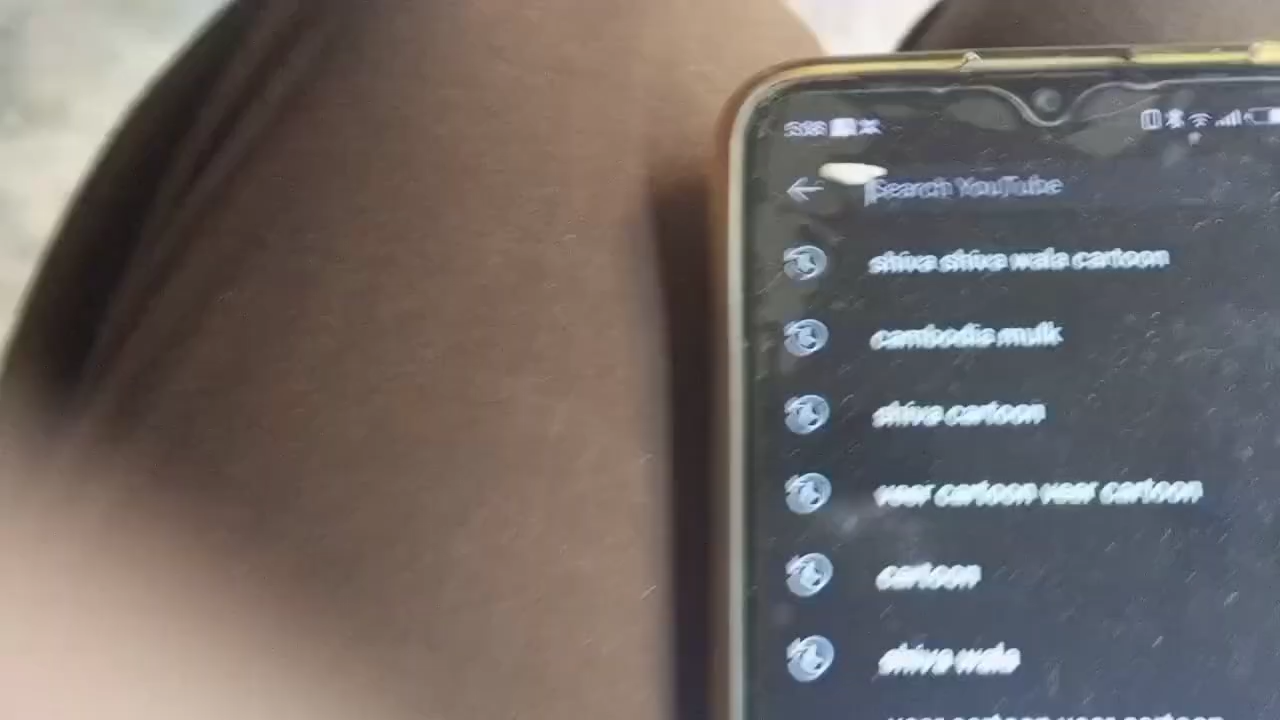 Search YouTube
shiva shiva wala cartoon
cambodia mulk
shiva cartoon
veer cartoon veer cartoon
cartoon
shiva wala